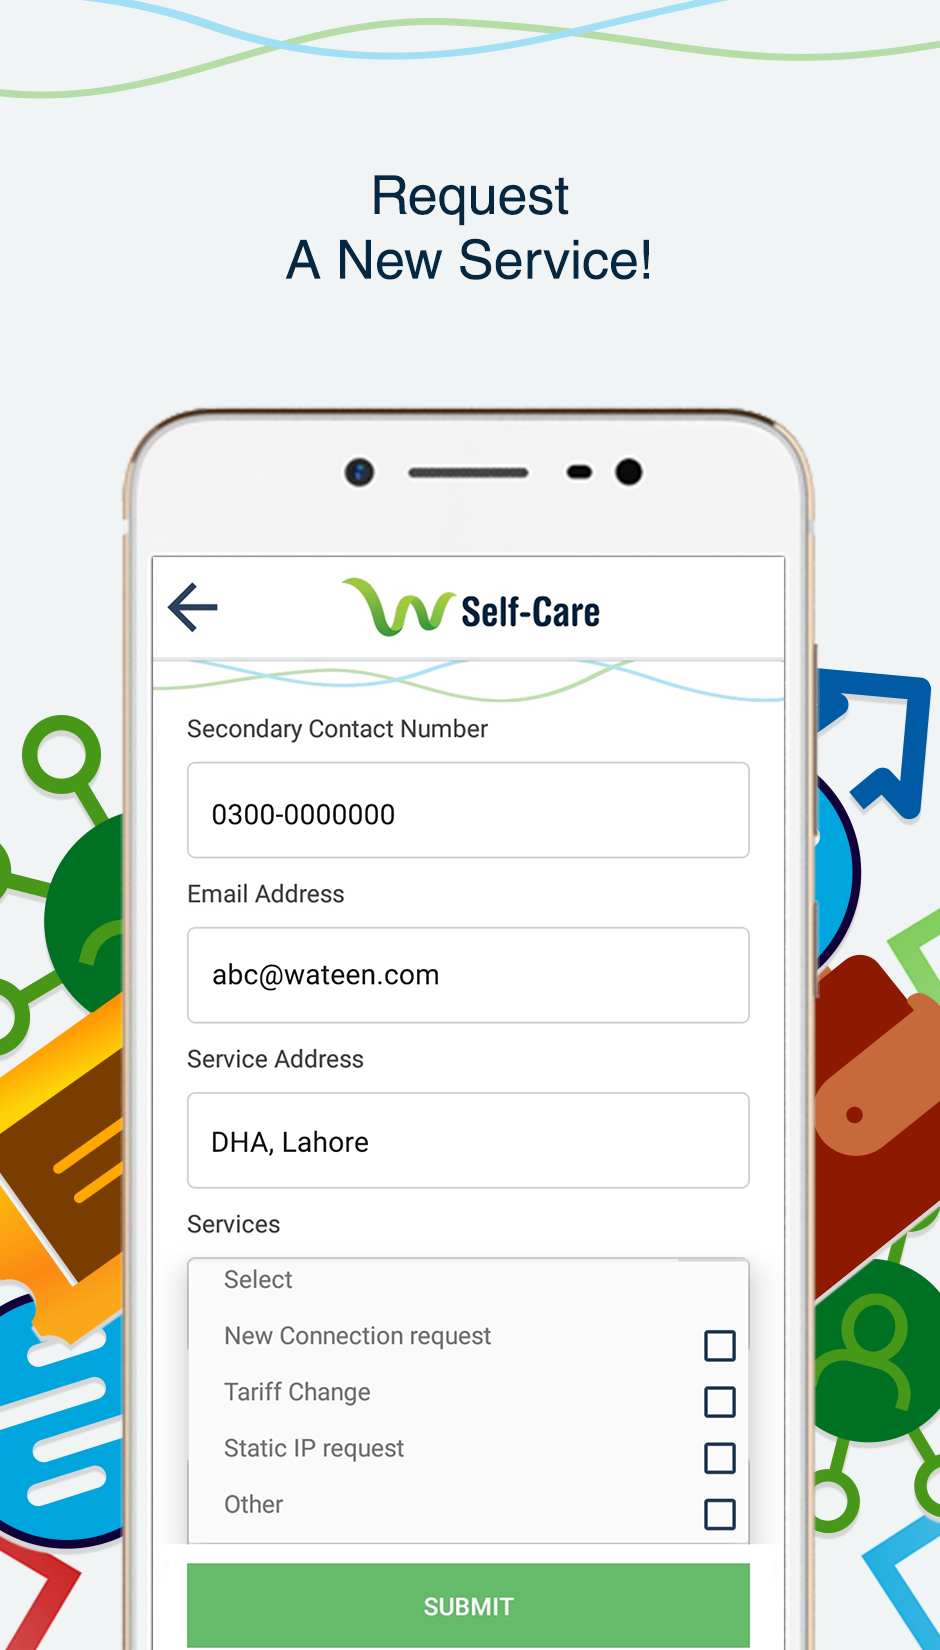 Request
A New Service!
W Self-Care
Secondary Contact Number
0300-0000000
Email Address
abc@wateen.com
Service Address
DHA, Lahore
Services
Select
New Connection request
Tariff Change
Static IP request
Other
SUBMIT